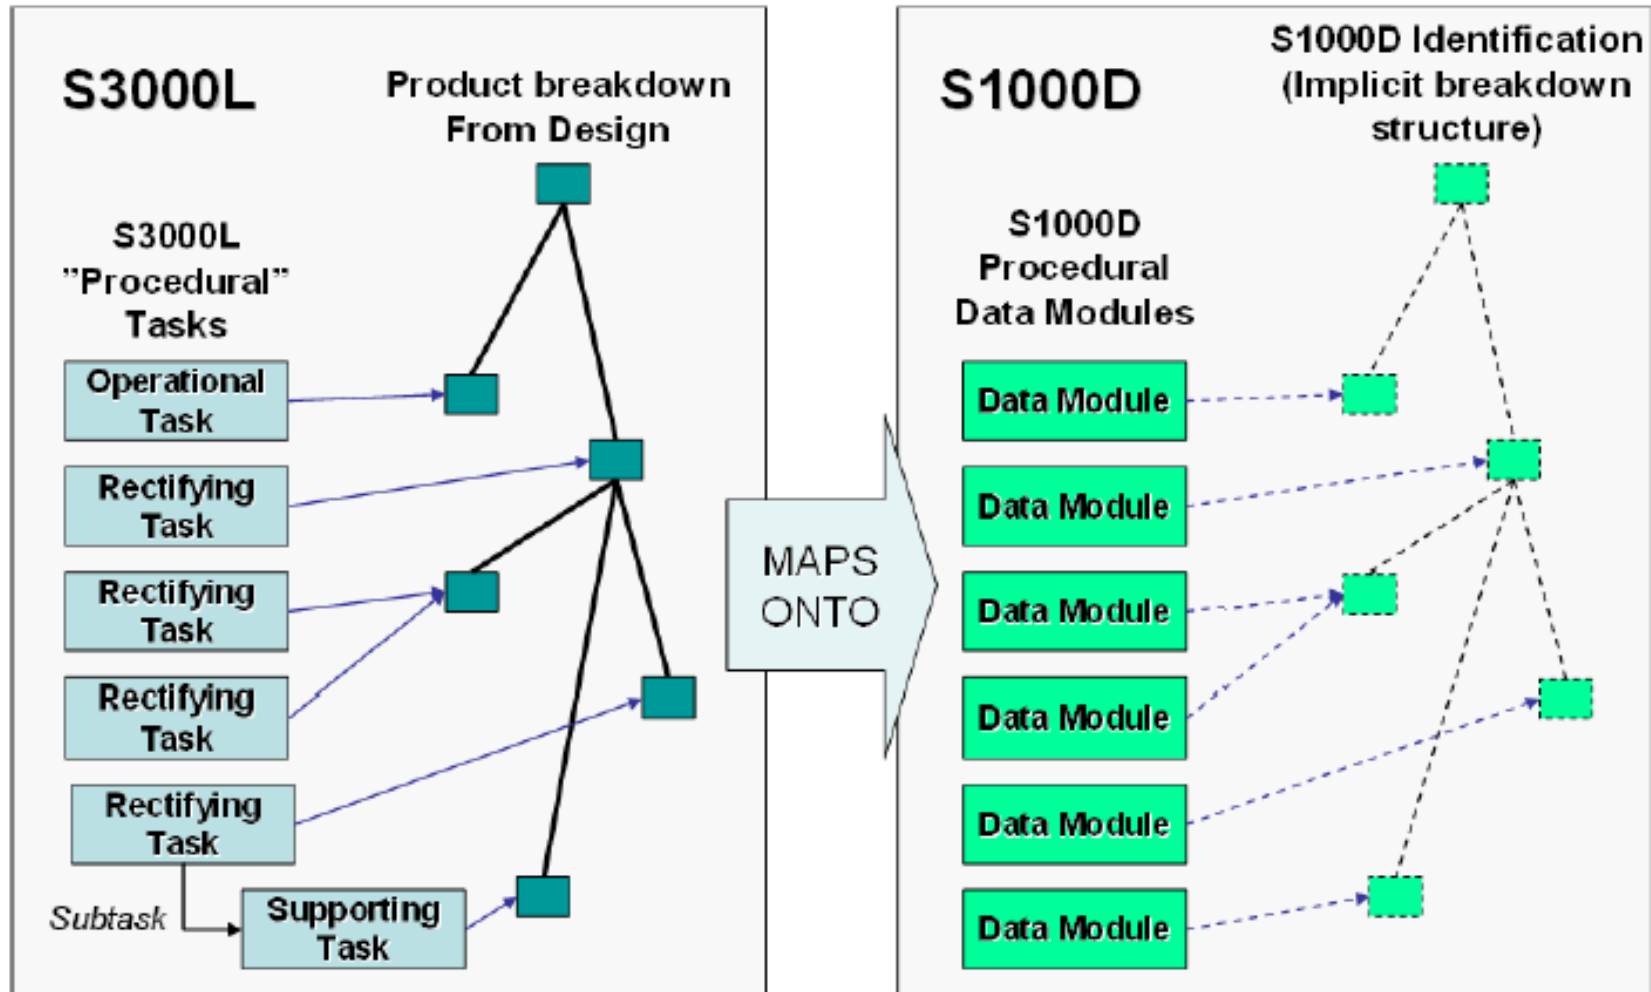 S3000L
Product breakdown
From Design
S3000L
”Procedural”
Tasks
Operational
Task
Rectifying
Task
Rectifying
Task
Rectifying
Task
Rectifying
Task
Subtask
Supporting
Task
MAPS
ONTO
S1000D
S1000D Identification
(Implicit breakdown
structure)
S1000D
Procedural
Data Modules
Data Module
Data Module
Data Module
Data Module
Data Module
Data Module